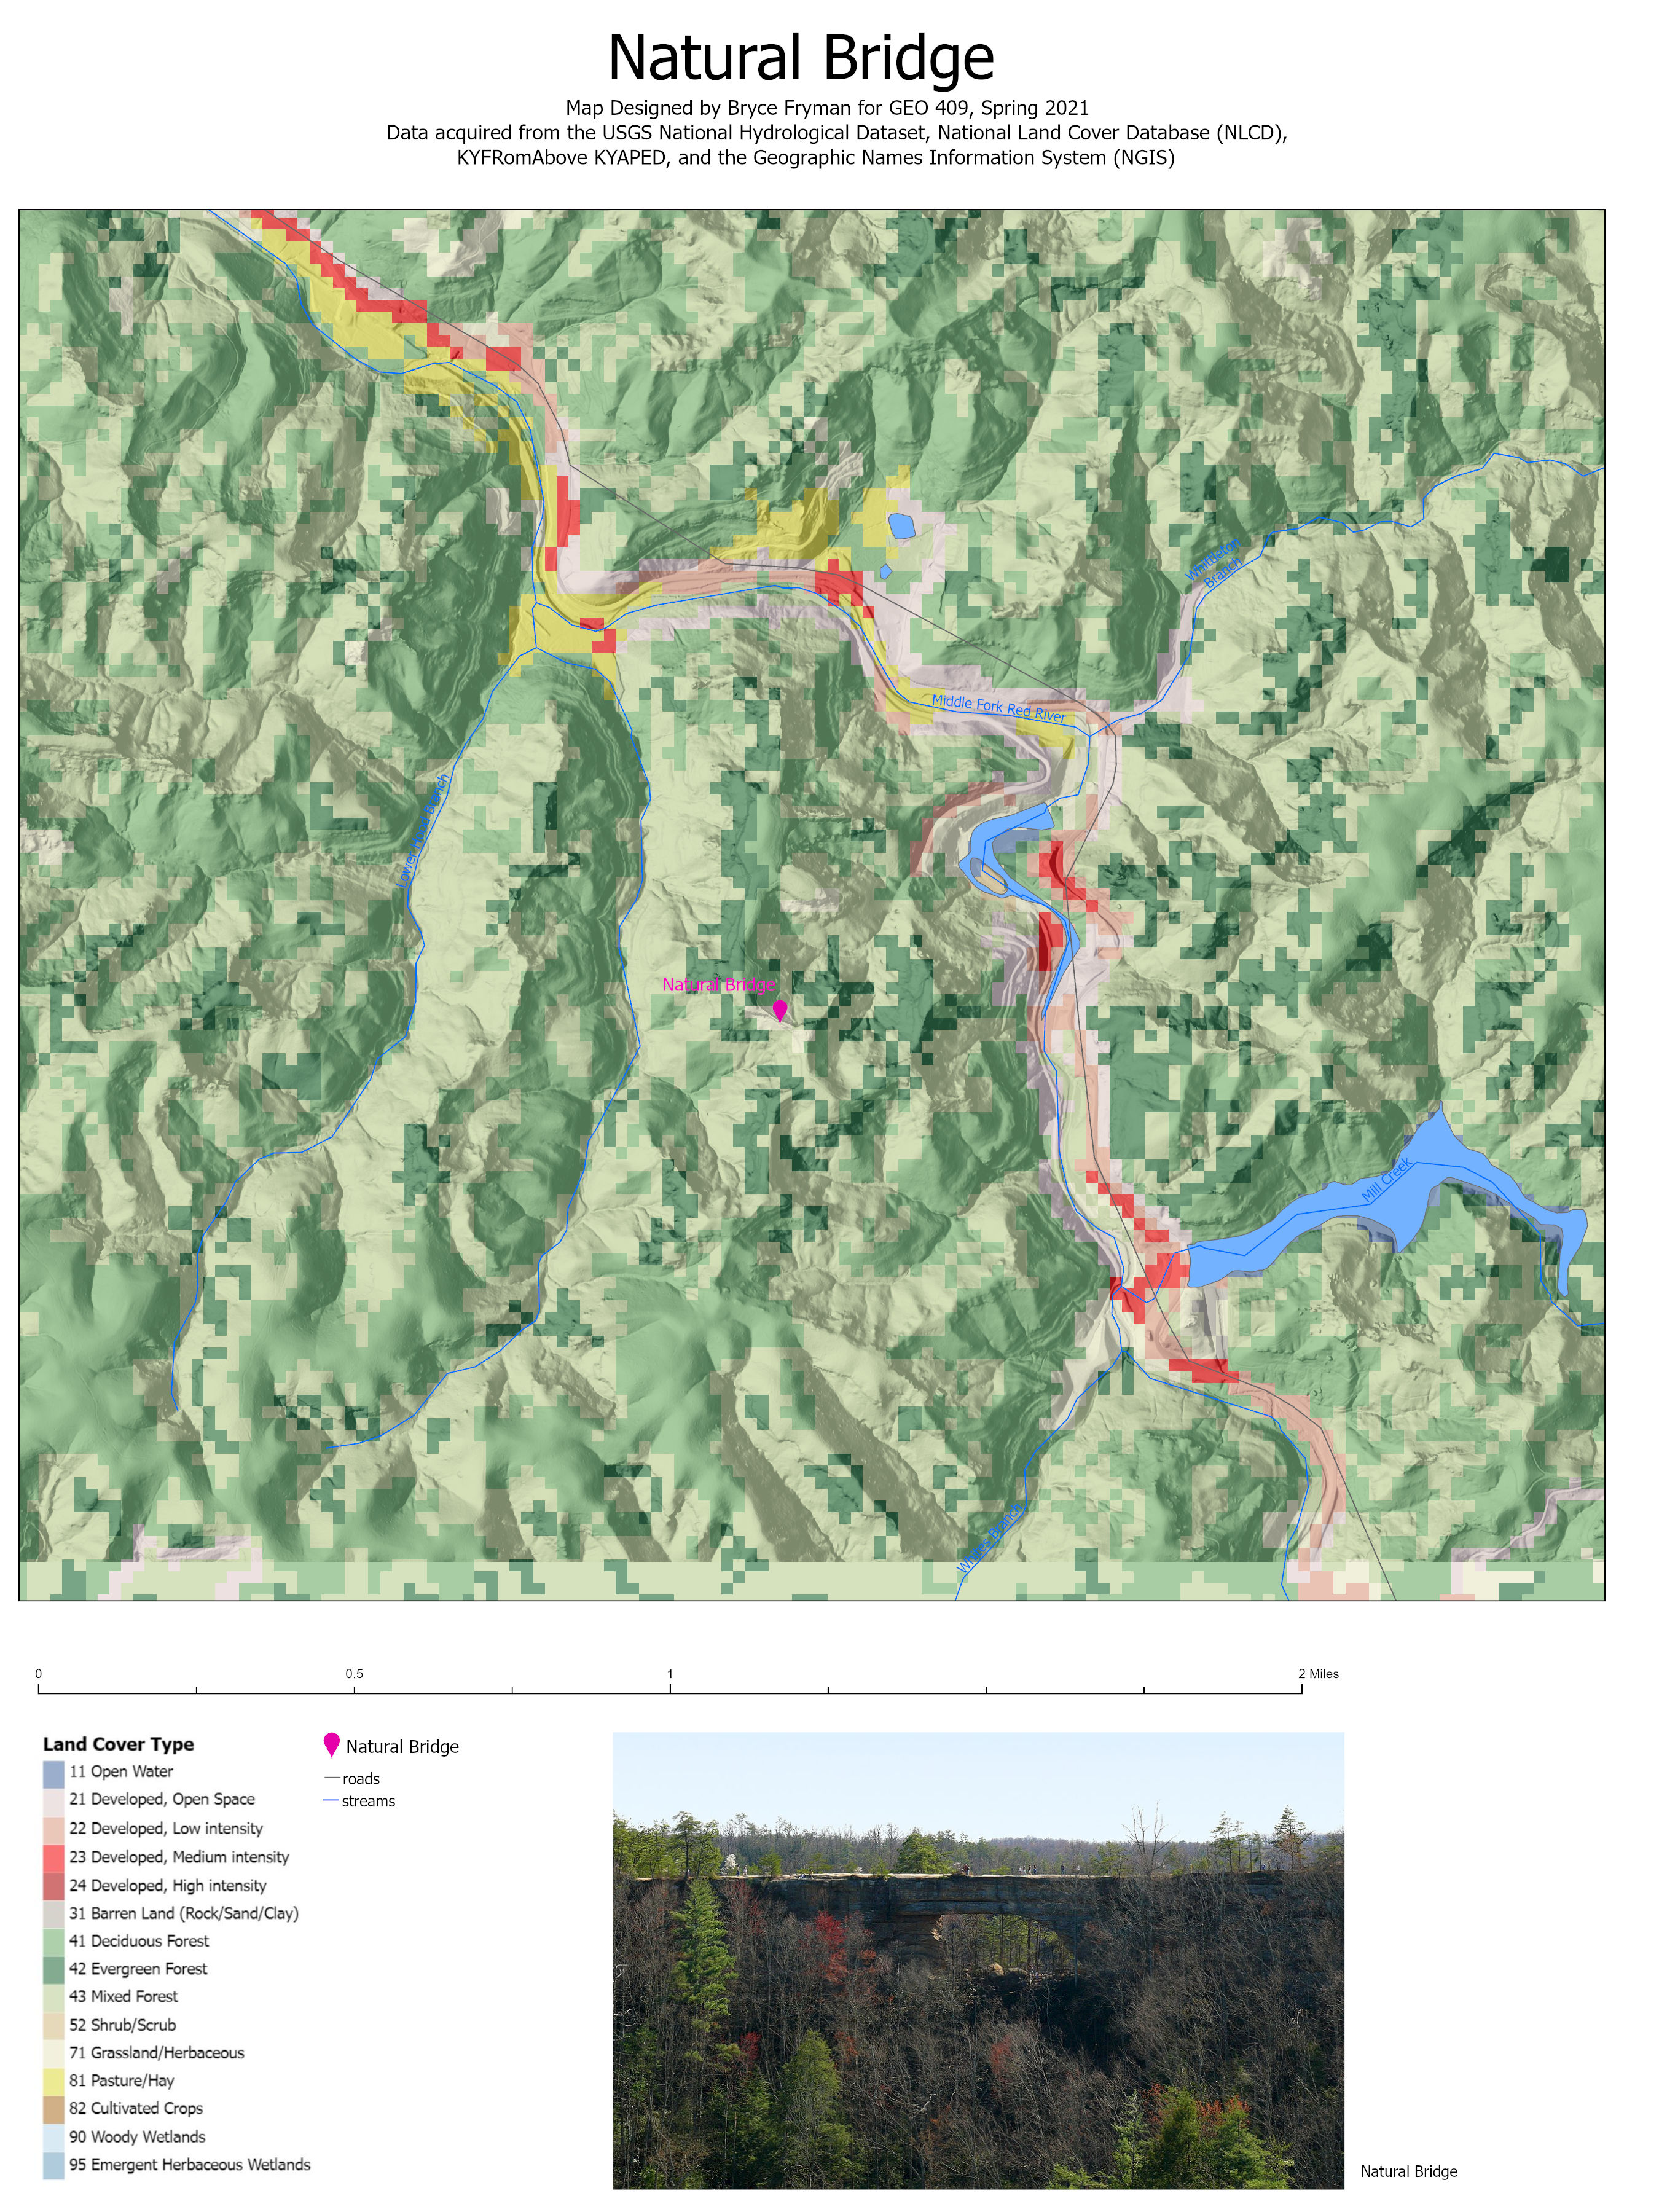 Natural Bridge
Map Designed by Bryce Fryman for GEO 409, Spring 2021
Data acquired from the USGS National Hydrological Dataset, National Land Cover Database (NLCD),
KYFRomAbove KYAPED, and the Geographic Names Information System (NGIS)
Whittleton
Branch
Middle Fork Red River
Lower Hood Branch
Natural Bridge
Mill Creek
Whites Branch
0
0.5
1
2 Miles
Land Cover Type
11 Open Water
21 Developed, Open Space
22 Developed, Low intensity
23 Developed, Medium intensity
24 Developed, High intensity
31 Barren Land (Rock/Sand/Clay)
41 Deciduous Forest
42 Evergreen Forest
43 Mixed Forest
52 Shrub/Scrub
71 Grassland/Herbaceous
81 Pasture/Hay
82 Cultivated Crops
90 Woody Wetlands
95 Emergent Herbaceous Wetlands
Natural Bridge
roads
streams
Natural Bridge